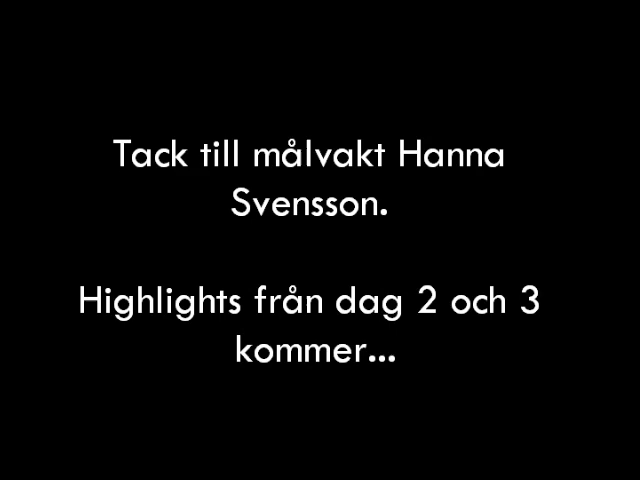 Tack till målvakt Hanna
Svensson.
Highlights från dag 2 och 3
kommer...